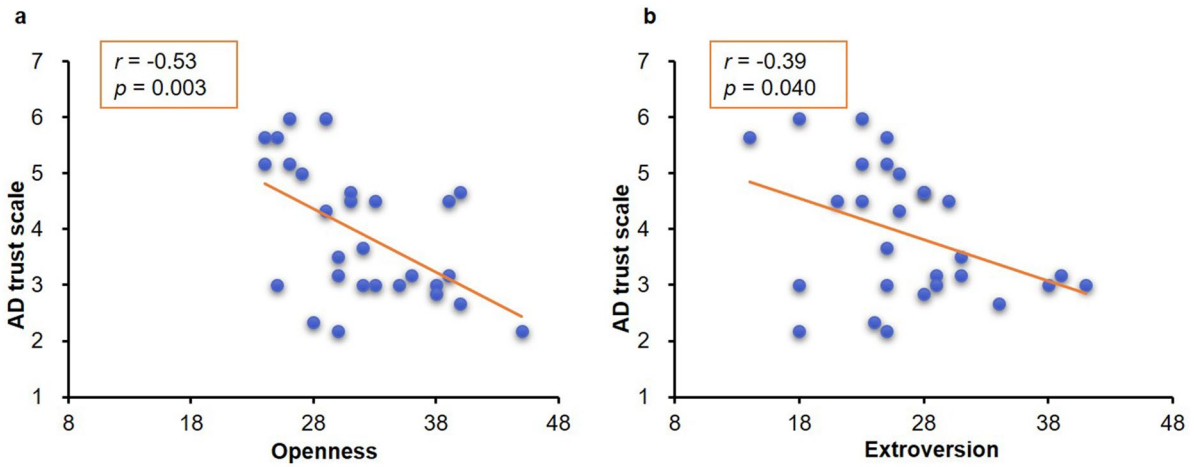 a
r = -0.53
p = 0.003
7
6
5
4
3
2
1
AD trust scale
8 18 28 38 48
Openness
b
r = -0.39
p = 0.040
7
6
5
4
3
2
1
AD trust scale
8 18 28 38 48
Extroversion